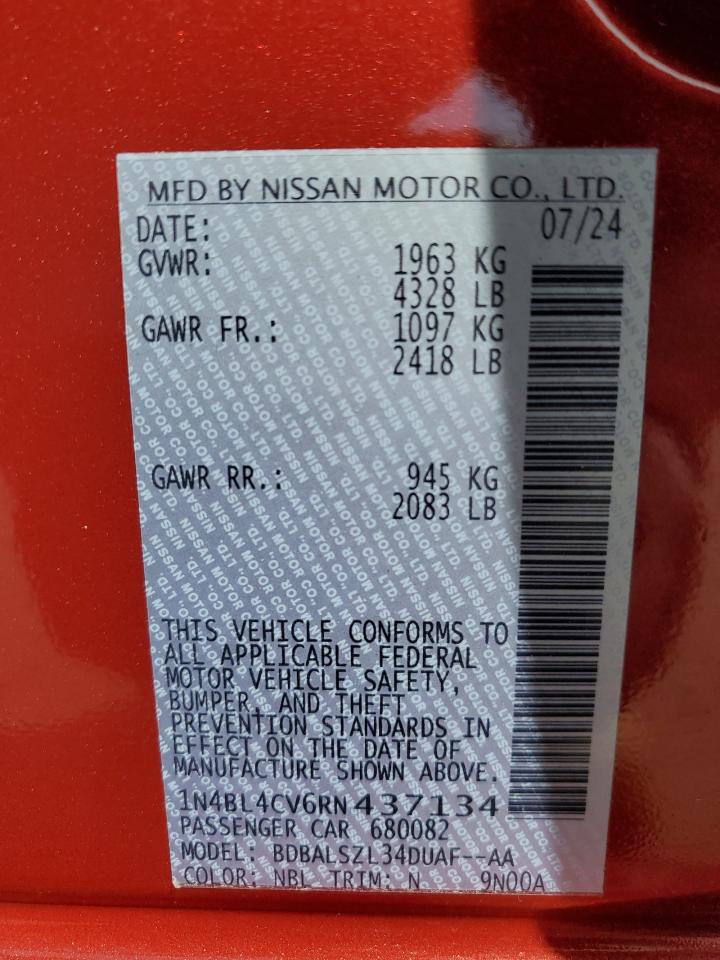 MFD BY NISSAN MOTOR CO., LTD.
DATE: 07/24
GVWR: 1963 KG
4328 LB
GAWR FR.: 1097 KG
2418 LB
GAWR RR.: 945 KG
2083 LB
THIS VEHICLE CONFORMS TO
ALL APPLICABLE FEDERAL
MOTOR VEHICLE SAFETY,
BUMPER, AND THEFT
PREVENTION STANDARDS IN
EFFECT ON THE DATE OF
MANUFACTURE SHOWN ABOVE.
1N4BL4CV6RN437134
PASSENGER CAR 680082
MODEL: BDBALSZL34DUAF--AA
COLOR: NBL TRIM: N 9N00A